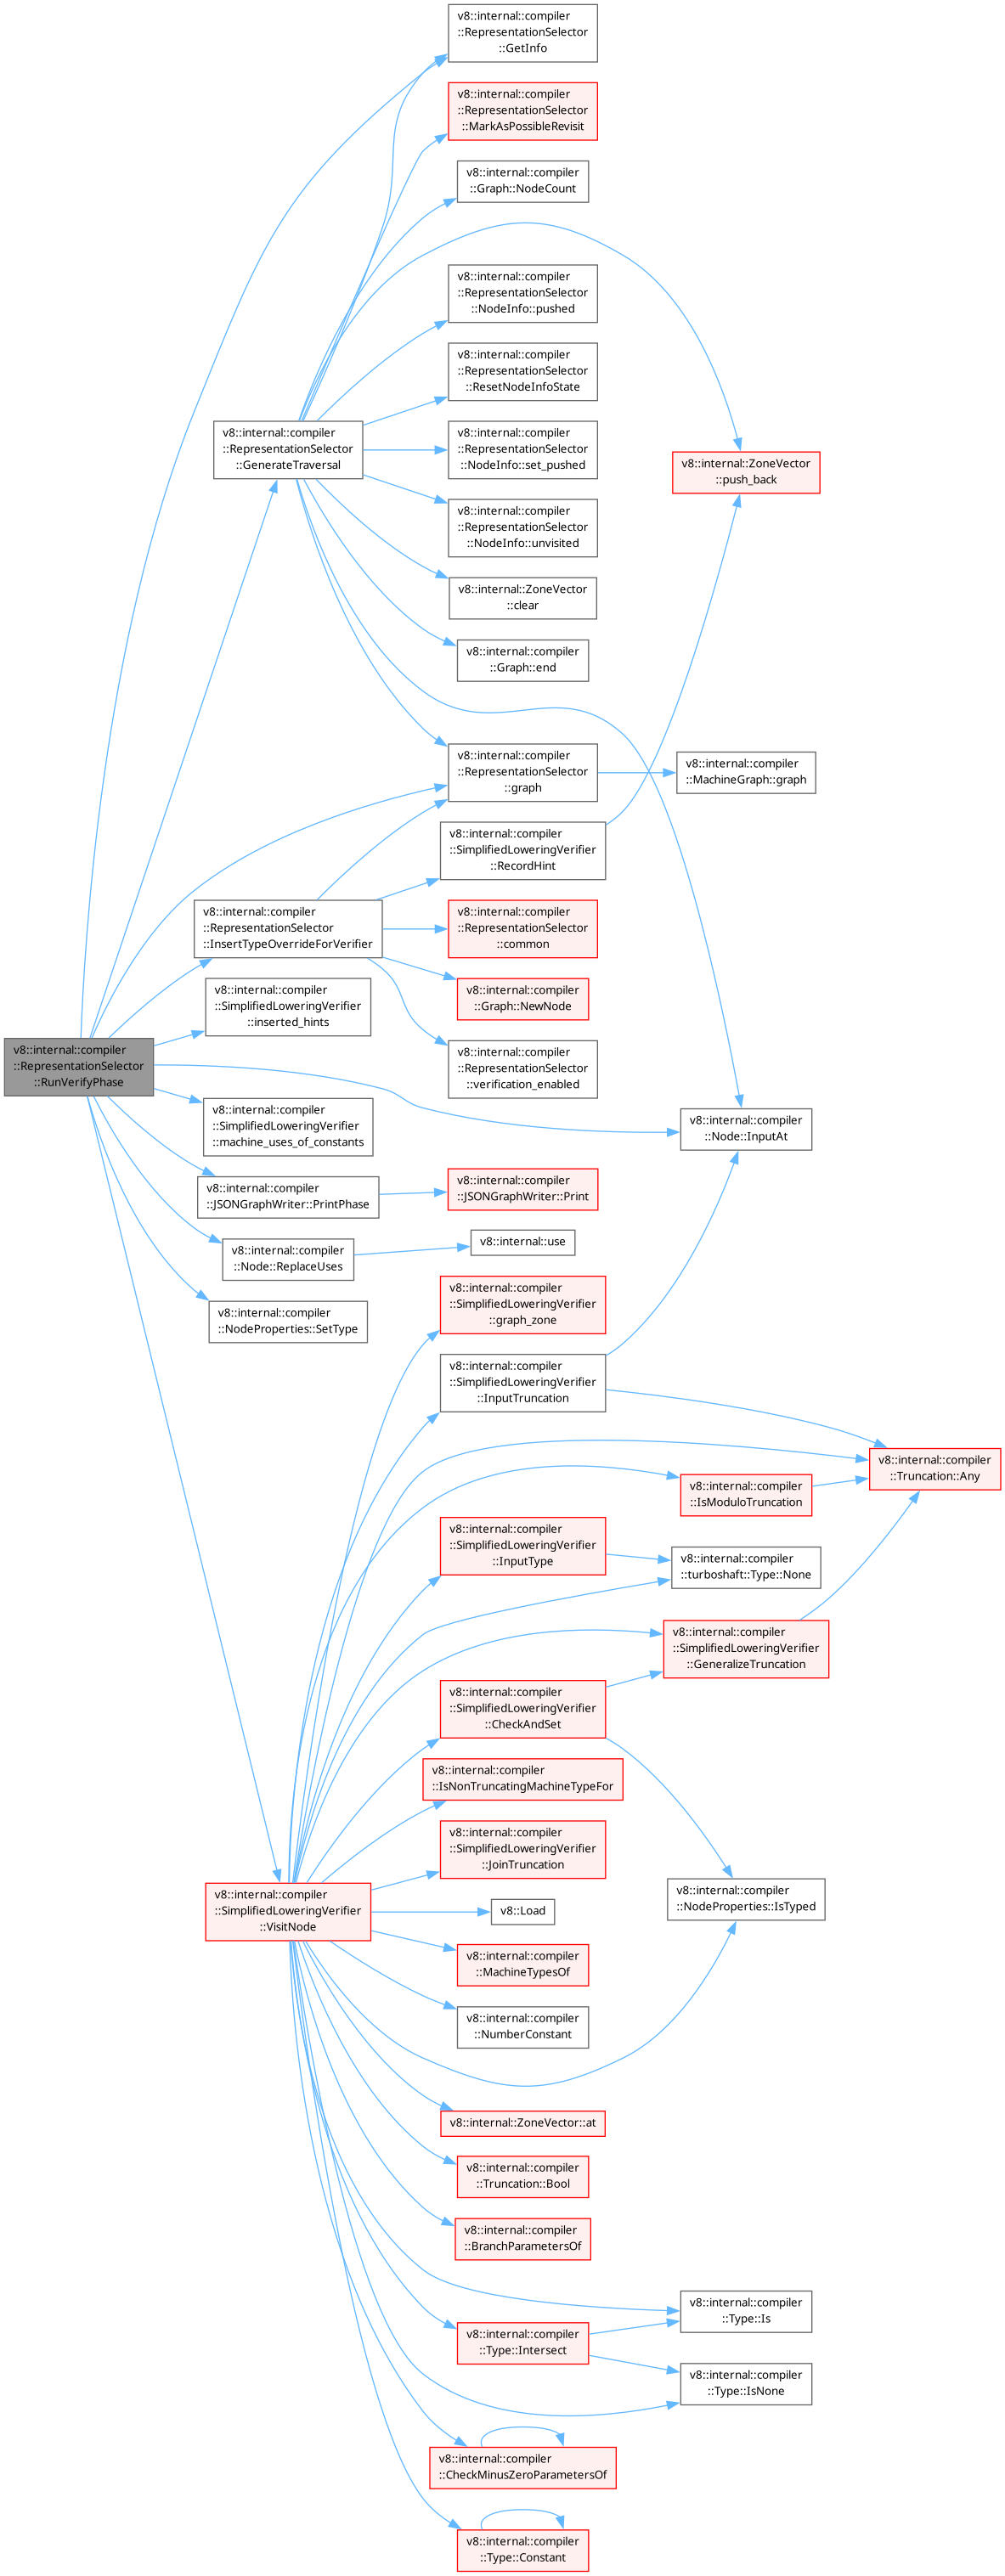 v8::internal::compiler
::RepresentationSelector
::GetInfo
v8::internal::compiler
::RepresentationSelector
::MarkAsPossibleRevisit
v8::internal::compiler
::Graph::NodeCount
v8::internal::compiler
::RepresentationSelector
::NodeInfo::pushed
v8::internal::compiler
::RepresentationSelector
::ResetNodeInfoState
v8::internal::compiler
::RepresentationSelector
::GenerateTraversal
v8::internal::compiler
::RepresentationSelector
::NodeInfo::set_pushed
v8::internal::ZoneVector
::push_back
v8::internal::compiler
::RepresentationSelector
::NodeInfo::unvisited
v8::internal::ZoneVector
::clear
v8::internal::compiler
::Graph::end
v8::internal::compiler
::RepresentationSelector
::graph
v8::internal::compiler
::MachineGraph::graph
v8::internal::compiler
::SimplifiedLoweringVerifier
::RecordHint
v8::internal::compiler
::RepresentationSelector
::InsertTypeOverrideForVerifier
v8::internal::compiler
::RepresentationSelector
::common
v8::internal::compiler
::SimplifiedLoweringVerifier
::inserted_hints
v8::internal::compiler
::Graph::NewNode
v8::internal::compiler
::RepresentationSelector
::RunVerifyPhase
v8::internal::compiler
::RepresentationSelector
::verification_enabled
v8::internal::compiler
::SimplifiedLoweringVerifier
::machine_uses_of_constants
v8::internal::compiler
::Node::InputAt
v8::internal::compiler
::JSONGraphWriter::PrintPhase
v8::internal::compiler
::JSONGraphWriter::Print
v8::internal::compiler
::Node::ReplaceUses
v8::internal::use
v8::internal::compiler
::NodeProperties::SetType
v8::internal::compiler
::SimplifiedLoweringVerifier
::graph_zone
v8::internal::compiler
::SimplifiedLoweringVerifier
::InputTruncation
v8::internal::compiler
::Truncation::Any
v8::internal::compiler
::IsModuloTruncation
v8::internal::compiler
::SimplifiedLoweringVerifier
::InputType
v8::internal::compiler
::turboshaft::Type::None
v8::internal::compiler
::SimplifiedLoweringVerifier
::GeneralizeTruncation
v8::internal::compiler
::SimplifiedLoweringVerifier
::CheckAndSet
v8::internal::compiler
::IsNonTruncatingMachineTypeFor
v8::internal::compiler
::SimplifiedLoweringVerifier
::JoinTruncation
v8::internal::compiler
::SimplifiedLoweringVerifier
::VisitNode
v8::Load
v8::internal::compiler
::NodeProperties::IsTyped
v8::internal::compiler
::MachineTypesOf
v8::internal::compiler
::NumberConstant
v8::internal::ZoneVector::at
v8::internal::compiler
::Truncation::Bool
v8::internal::compiler
::BranchParametersOf
v8::internal::compiler
::Type::Is
v8::internal::compiler
::Type::Intersect
v8::internal::compiler
::Type::IsNone
v8::internal::compiler
::CheckMinusZeroParametersOf
v8::internal::compiler
::Type::Constant